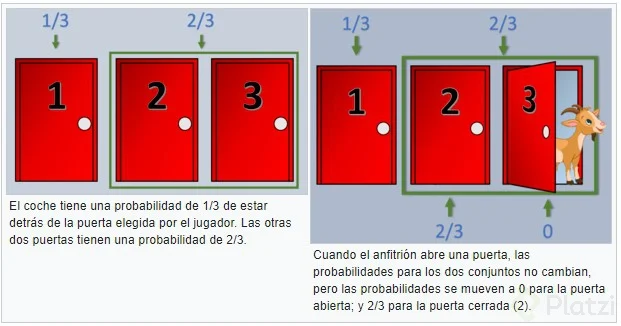 1/3 2/3
1 2 3
El coche tiene una probabilidad de 1/3 de estar
detrás de la puerta elegida por el jugador. Las otras
dos puertas tienen una probabilidad de 2/3.
1/3 2/3
1 2 3
2/3 0
Cuando el anfitrión abre una puerta, las
probabilidades para los dos conjuntos no cambian,
pero las probabilidades se mueven a 0 para la puerta
abierta; y 2/3 para la puerta cerrada (2).
Platzi